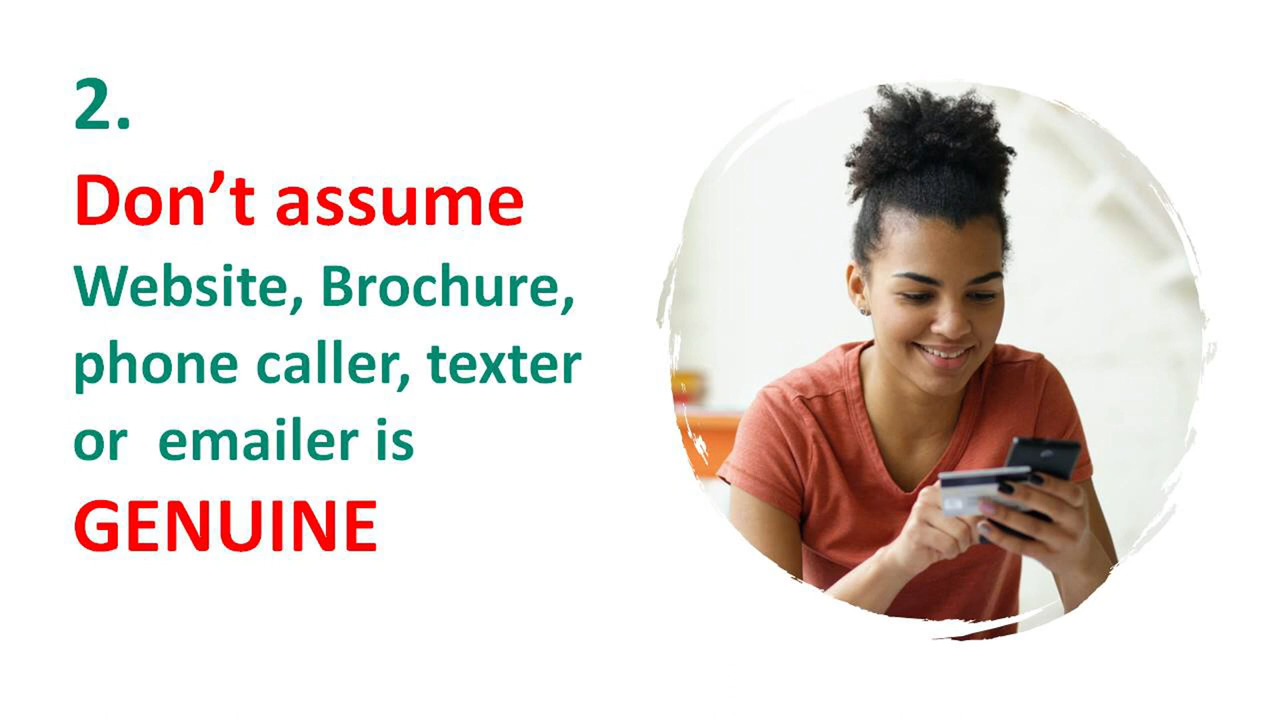 2.
Don’t assume
Website, Brochure,
phone caller, texter
or  emailer is
GENUINE